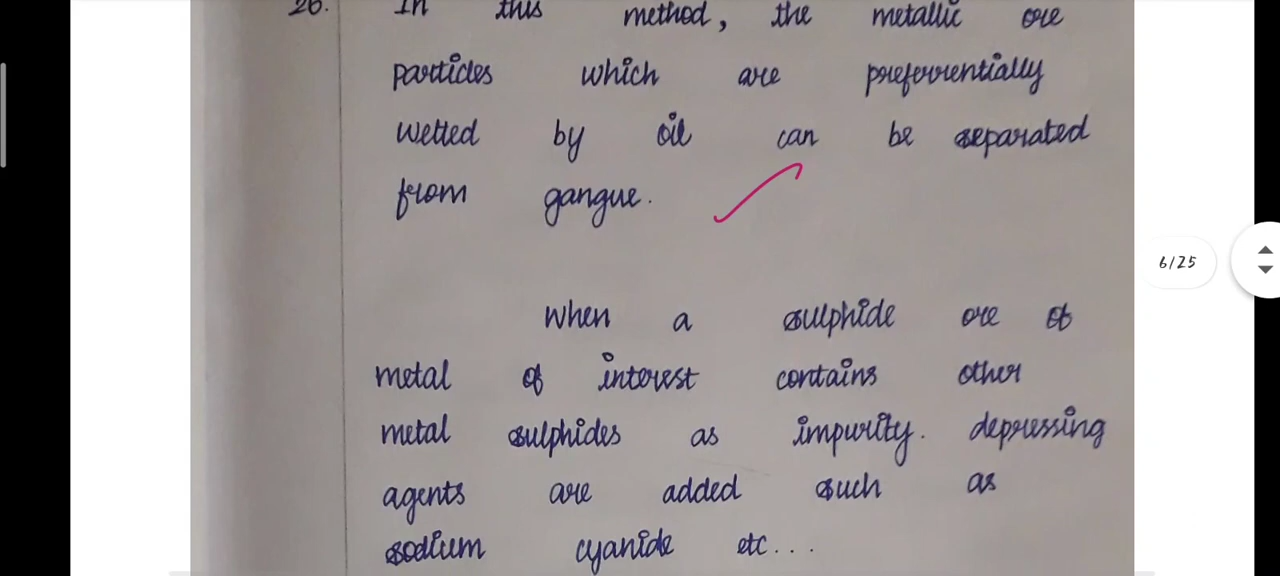 26. In this method, the metallic ore
particles which are preferrentially
wetted by oil can be separated
from gangue.
6/25
When a sulphide ore of
metal of interest contains other
metal sulphides as impurity. depressing
agents are added such as
sodium cyanide etc...